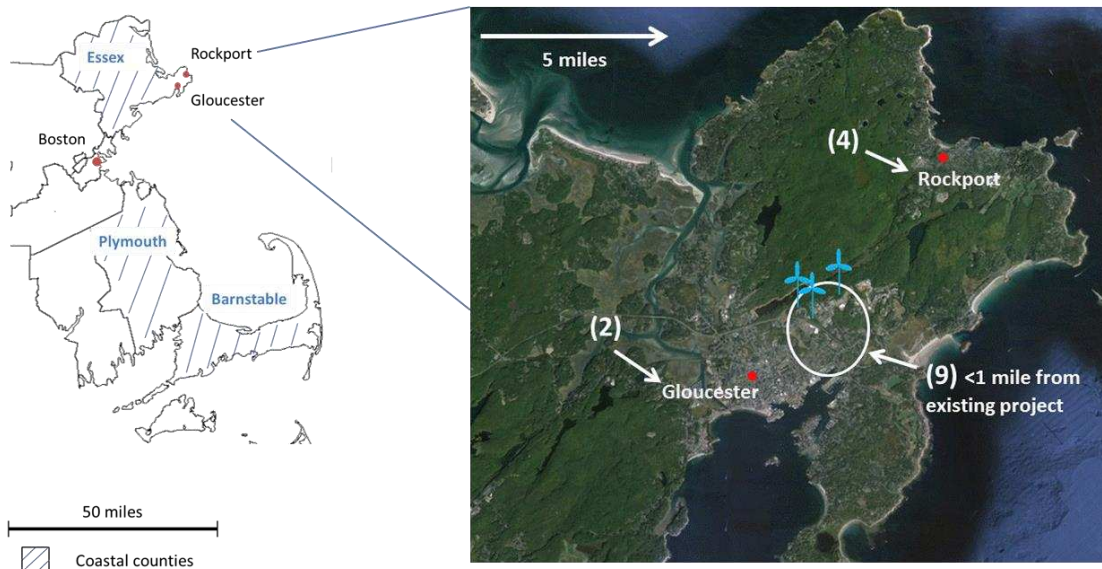 Essex
Rockport
Gloucester
Boston
Plymouth
Barnstable
50 miles
Coastal counties
5 miles
(4)
Rockport
(2)
Gloucester
(9) <1 mile from
existing project